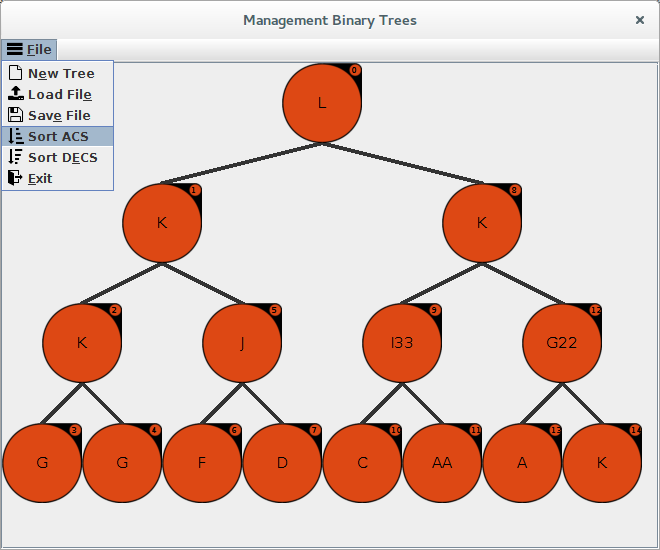 Management Binary Trees ×
File
New Tree
Load File
Save File
Sort ACS
Sort DECS
Exit
0
L
1 8
K K
2 5 9 12
K J I33 G22
3 4 6 7 10 11 13 14
G G F D C AA A K